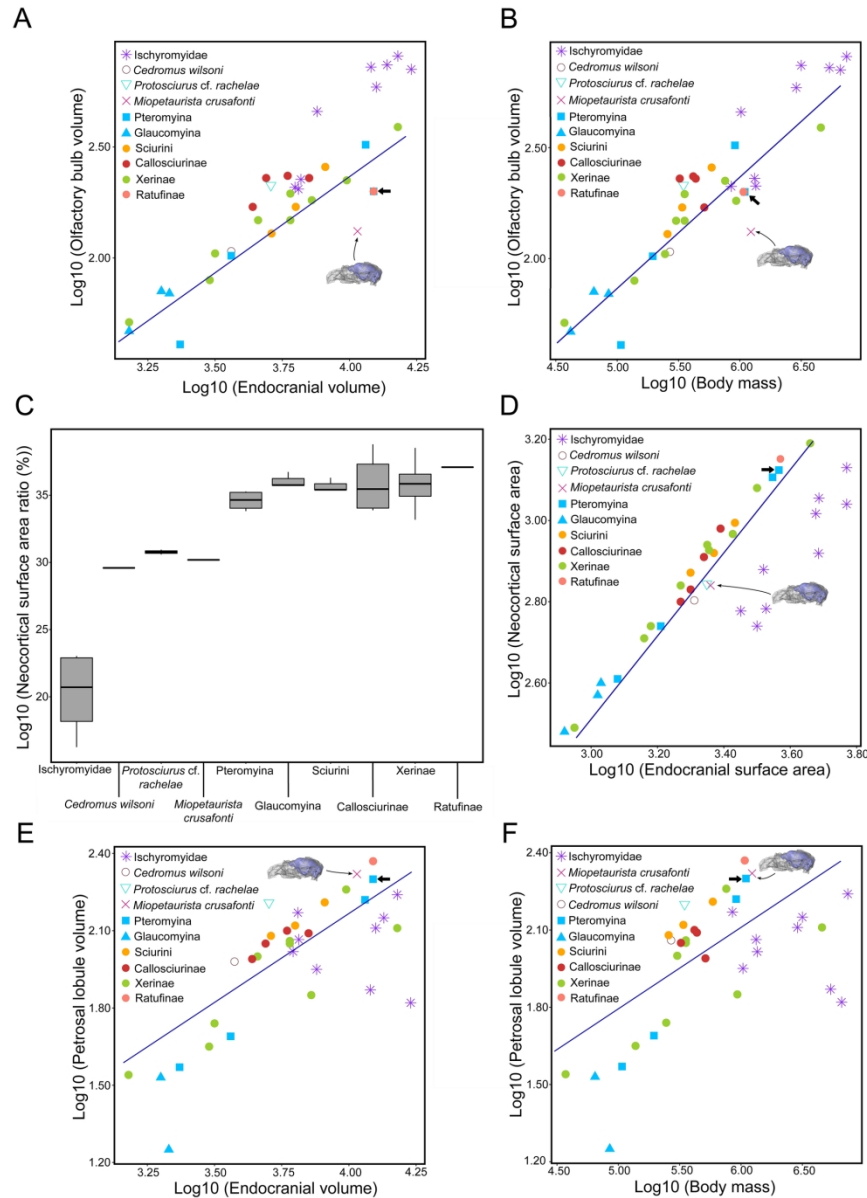 A
Ischyromyidae
Cedromus wilsoni
Protosciurus cf. rachelae
Miopetaurista crusafonti
Pteromyina
Glaucomyina
Sciurini
Callosciurinae
Xerinae
Ratufinae
Log10 (Olfactory bulb volume)
2.50
2.00
3.25 3.50 3.75 4.00 4.25
Log10 (Endocranial volume)
B
Ischyromyidae
Cedromus wilsoni
Protosciurus cf. rachelae
Miopetaurista crusafonti
Pteromyina
Glaucomyina
Sciurini
Callosciurinae
Xerinae
Ratufinae
Log10 (Olfactory bulb volume)
2.50
2.00
4.50 5.00 5.50 6.00 6.50
Log10 (Body mass)
C
Log10 (Neocortical surface area ratio (%))
35
30
25
20
Ischyromyidae
Cedromus wilsoni
Protosciurus cf.
rachelae
Miopetaurista
crusafonti
Pteromyina
Glaucomyina
Sciurini
Callosciurinae
Xerinae
Ratufinae
D
Ischyromyidae
Cedromus wilsoni
Protosciurus cf. rachelae
Miopetaurista crusafonti
Pteromyina
Glaucomyina
Sciurini
Callosciurinae
Xerinae
Ratufinae
Log10 (Neocortical surface area)
3.20
3.00
2.80
2.60
3.00 3.20 3.40 3.60 3.80
Log10 (Endocranial surface area)
E
Ischyromyidae
Cedromus wilsoni
Protosciurus cf. rachelae
Miopetaurista crusafonti
Pteromyina
Glaucomyina
Sciurini
Callosciurinae
Xerinae
Ratufinae
Log10 (Petrosal lobule volume)
2.40
2.10
1.80
1.50
1.20
3.25 3.50 3.75 4.00 4.25
Log10 (Endocranial volume)
F
Ischyromyidae
Miopetaurista crusafonti
Protosciurus cf. rachelae
Cedromus wilsoni
Pteromyina
Glaucomyina
Sciurini
Callosciurinae
Xerinae
Ratufinae
Log10 (Petrosal lobule volume)
2.40
2.10
1.80
1.50
1.20
4.50 5.00 5.50 6.00 6.50
Log10 (Body mass)